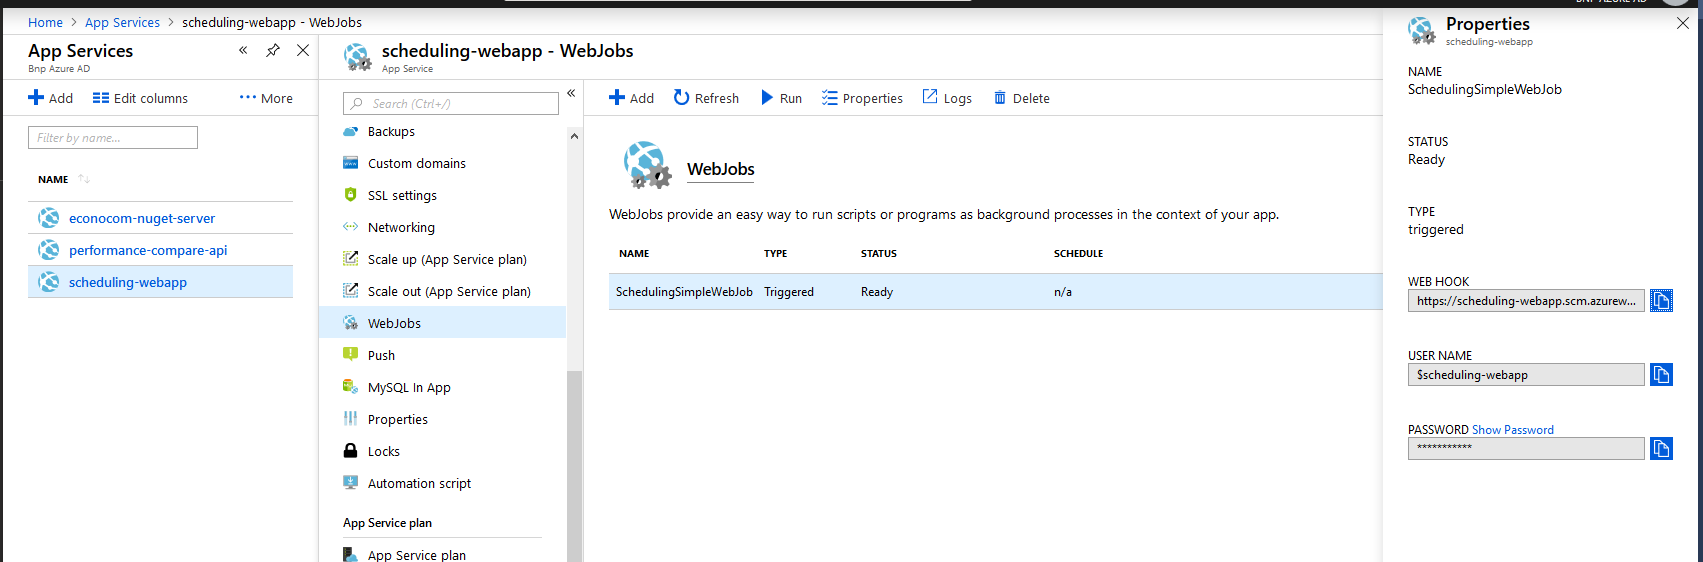 Home > App Services > scheduling-webapp - WebJobs
App Services
Bnp Azure AD
Add
Edit columns
More
Filter by name...
NAME
econocom-nuget-server
performance-compare-api
scheduling-webapp
scheduling-webapp - WebJobs
App Service
Search (Ctrl+/)
Backups
Custom domains
SSL settings
Networking
Scale up (App Service plan)
Scale out (App Service plan)
WebJobs
Push
MySQL In App
Properties
Locks
Automation script
App Service plan
App Service plan
Add
Refresh
Run
Properties
Logs
Delete
WebJobs
WebJobs provide an easy way to run scripts or programs as background processes in the context of your app.
NAME TYPE STATUS SCHEDULE
SchedulingSimpleWebJob Triggered Ready n/a
Properties
scheduling-webapp
NAME
SchedulingSimpleWebJob
STATUS
Ready
TYPE
triggered
WEB HOOK
https://scheduling-webapp.scm.azurew...
USER NAME
$scheduling-webapp
PASSWORD Show Password
***********